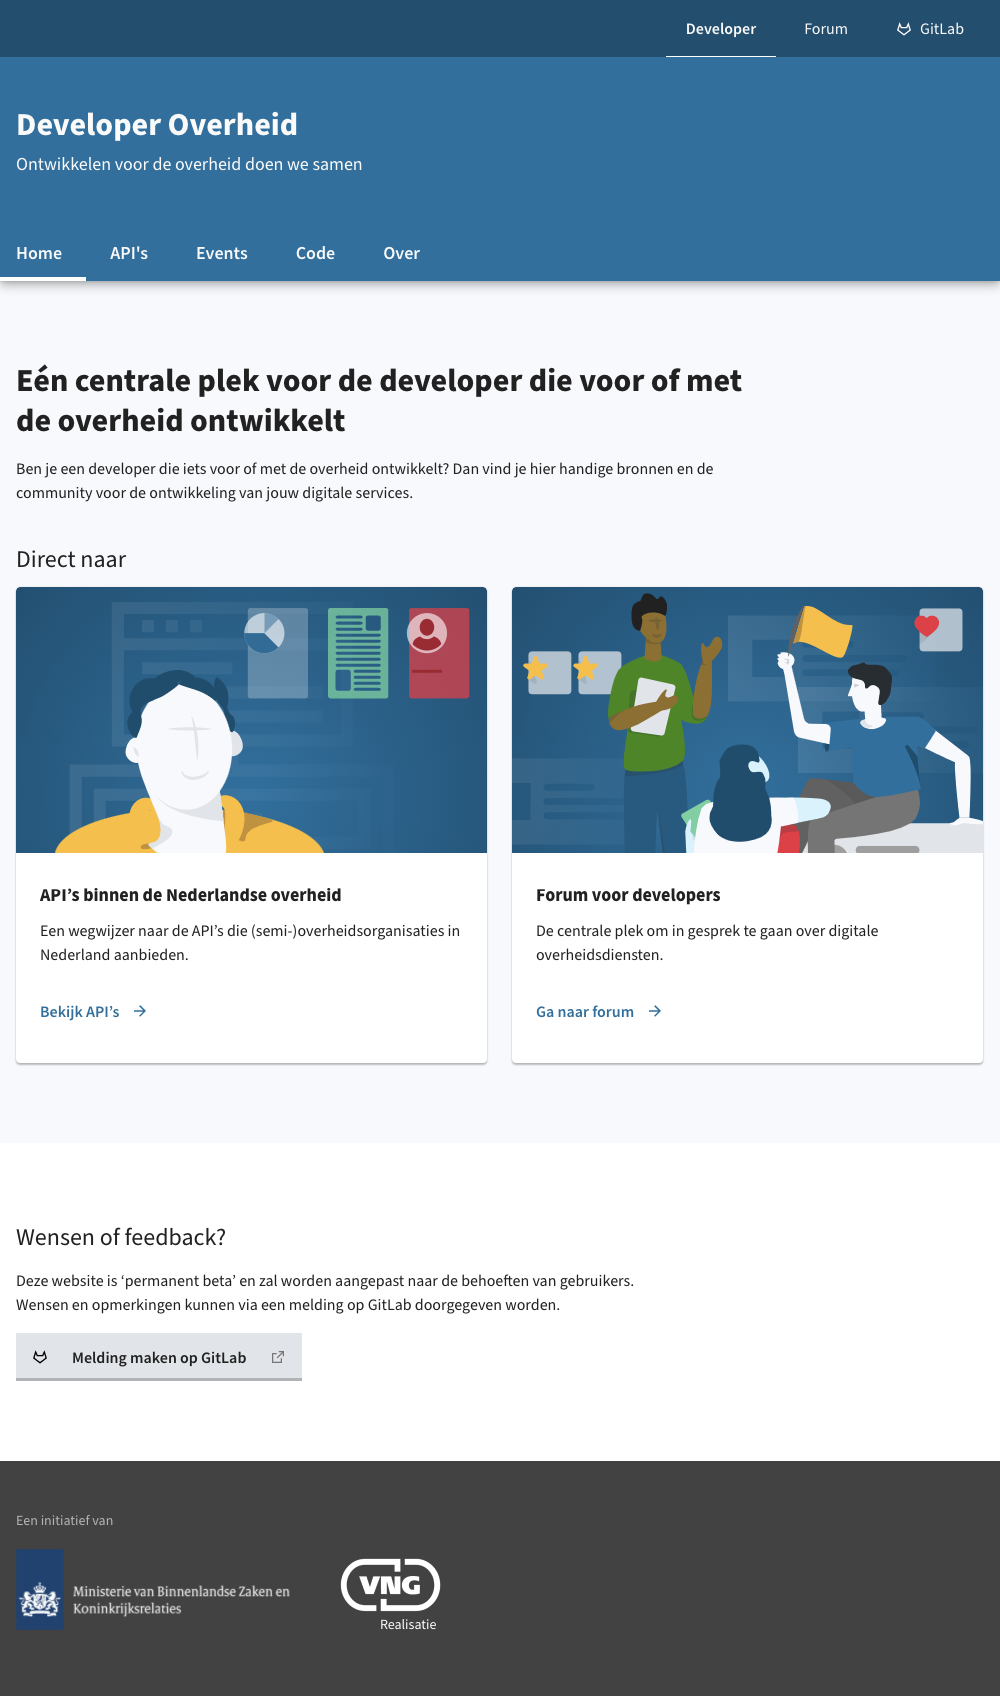 Developer
Forum
GitLab
Developer Overheid
Ontwikkelen voor de overheid doen we samen
Home
API's
Events
Code
Over
Eén centrale plek voor de developer die voor of met
de overheid ontwikkelt
Ben je een developer die iets voor of met de overheid ontwikkelt? Dan vind je hier handige bronnen en de
community voor de ontwikkeling van jouw digitale services.
Direct naar
API’s binnen de Nederlandse overheid
Een wegwijzer naar de API’s die (semi-)overheidsorganisaties in
Nederland aanbieden.
Bekijk API’s
Forum voor developers
De centrale plek om in gesprek te gaan over digitale
overheidsdiensten.
Ga naar forum
Wensen of feedback?
Deze website is ‘permanent beta’ en zal worden aangepast naar de behoeften van gebruikers.
Wensen en opmerkingen kunnen via een melding op GitLab doorgegeven worden.
Melding maken op GitLab
Een initiatief van
Ministerie van Binnenlandse Zaken en
Koninkrijksrelaties
VNG
Realisatie